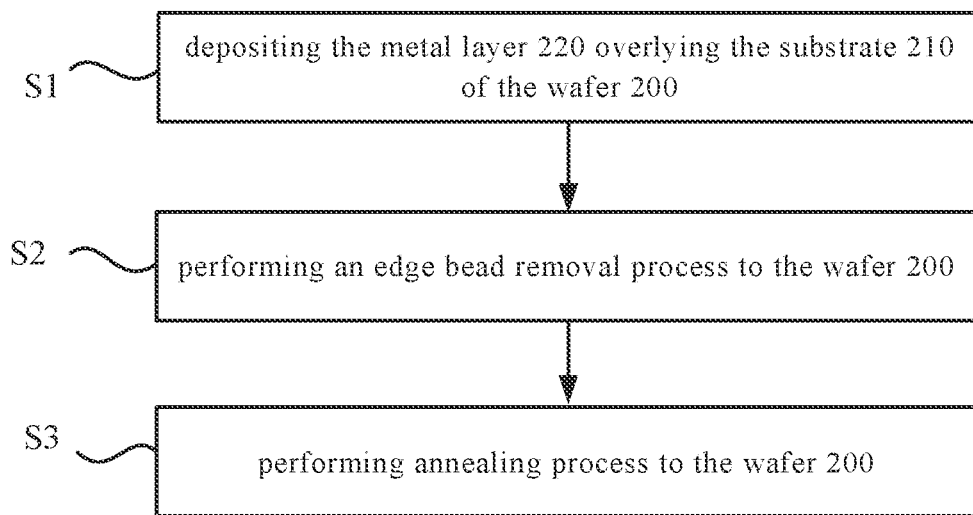 S1
depositing the metal layer 220 overlying the substrate 210
of the wafer 200
S2
performing an edge bead removal process to the wafer 200
S3
performing annealing process to the wafer 200